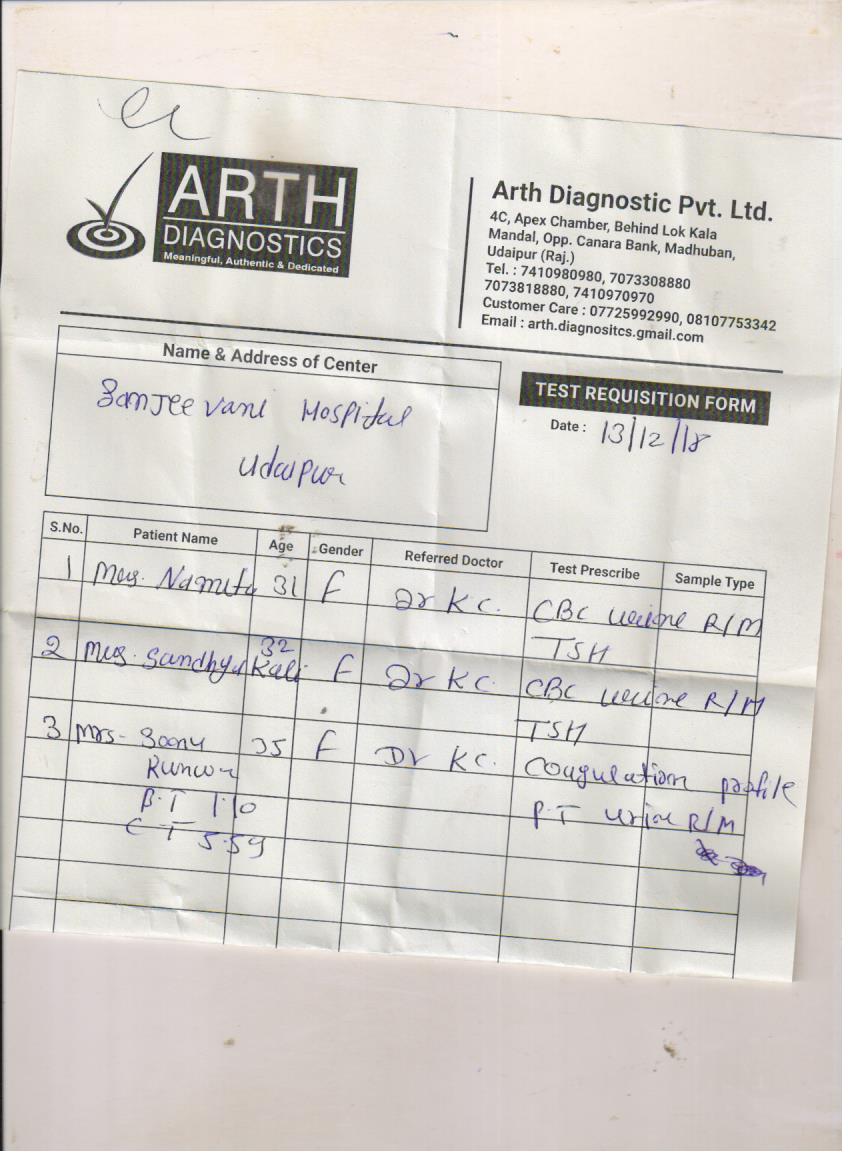 ARTH
DIAGNOSTICS
Meaningful, Authentic & Dedicated
Arth Diagnostic Pvt. Ltd.
4C, Apex Chamber, Behind Lok Kala
Mandal, Opp. Canara Bank, Madhuban,
Udaipur (Raj.)
Tel. : 7410980980, 7073308880
7073818880, 7410970970
Customer Care : 07725992990, 08107753342
Email : arth.diagnositcs.gmail.com
Name & Address of Center
Sanjeevani Hospital
Udaipur
TEST REQUISITION FORM
Date : 13/12/18
S.No. Patient Name Age Gender Referred Doctor Test Prescribe Sample Type
1 Mrs. Namita 31 F Dr K.C. CBC Urine R/M
TSH
2 Mrs. Sandhya 32 F Dr K.C. CBC Urine R/M
TSH
3 Mrs- Sonu 35 F Dr K.C. Coagulation profile
Kunwar
B.T 1.10 P.T Urine R/M
C T 5.59